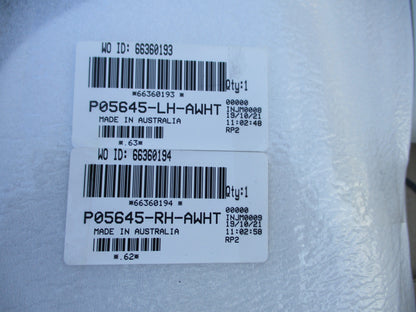 WO ID: 66360193
*66360193 *
Qty:1
P05645-LH-AWHT
MADE IN AUSTRALIA
*.63*
00000
INJM0008
19/10/21
11:02:48
RP2
WO ID: 66360194
*66360194 *
Qty:1
P05645-RH-AWHT
MADE IN AUSTRALIA
*.62*
00000
INJM0009
19/10/21
11:02:58
RP2